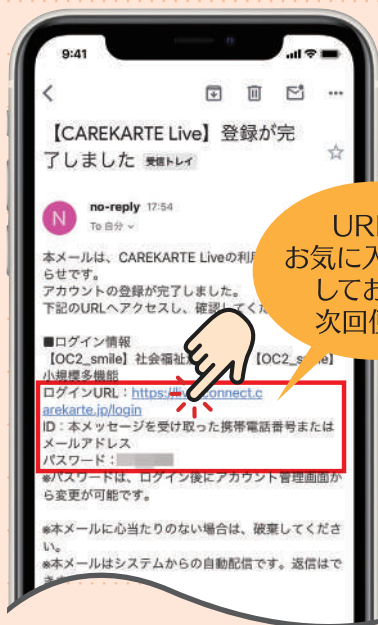 9:41
【CAREKARTE Live】登録が完
了しました 受信トレイ
N
no-reply 17:54
To 自分
本メールは、CAREKARTE Liveの利用
らせです。
アカウントの登録が完了しました。
下記のURLへアクセスし、確認してくだ
URL
お気に入
してお
次回使
■ログイン情報
【OC2_smile】社会福祉 【OC2_smile】
小規模多機能
ログインURL:https://live.connect.c
arekarte.jp/login
ID:本メッセージを受け取った携帯電話番号または
メールアドレス
パスワード:
※パスワードは、ログイン後にアカウント管理画面か
ら変更が可能です。
※本メールに心当たりのない場合は、破棄してくださ
い。
※本メールはシステムからの自動配信です。返信はで